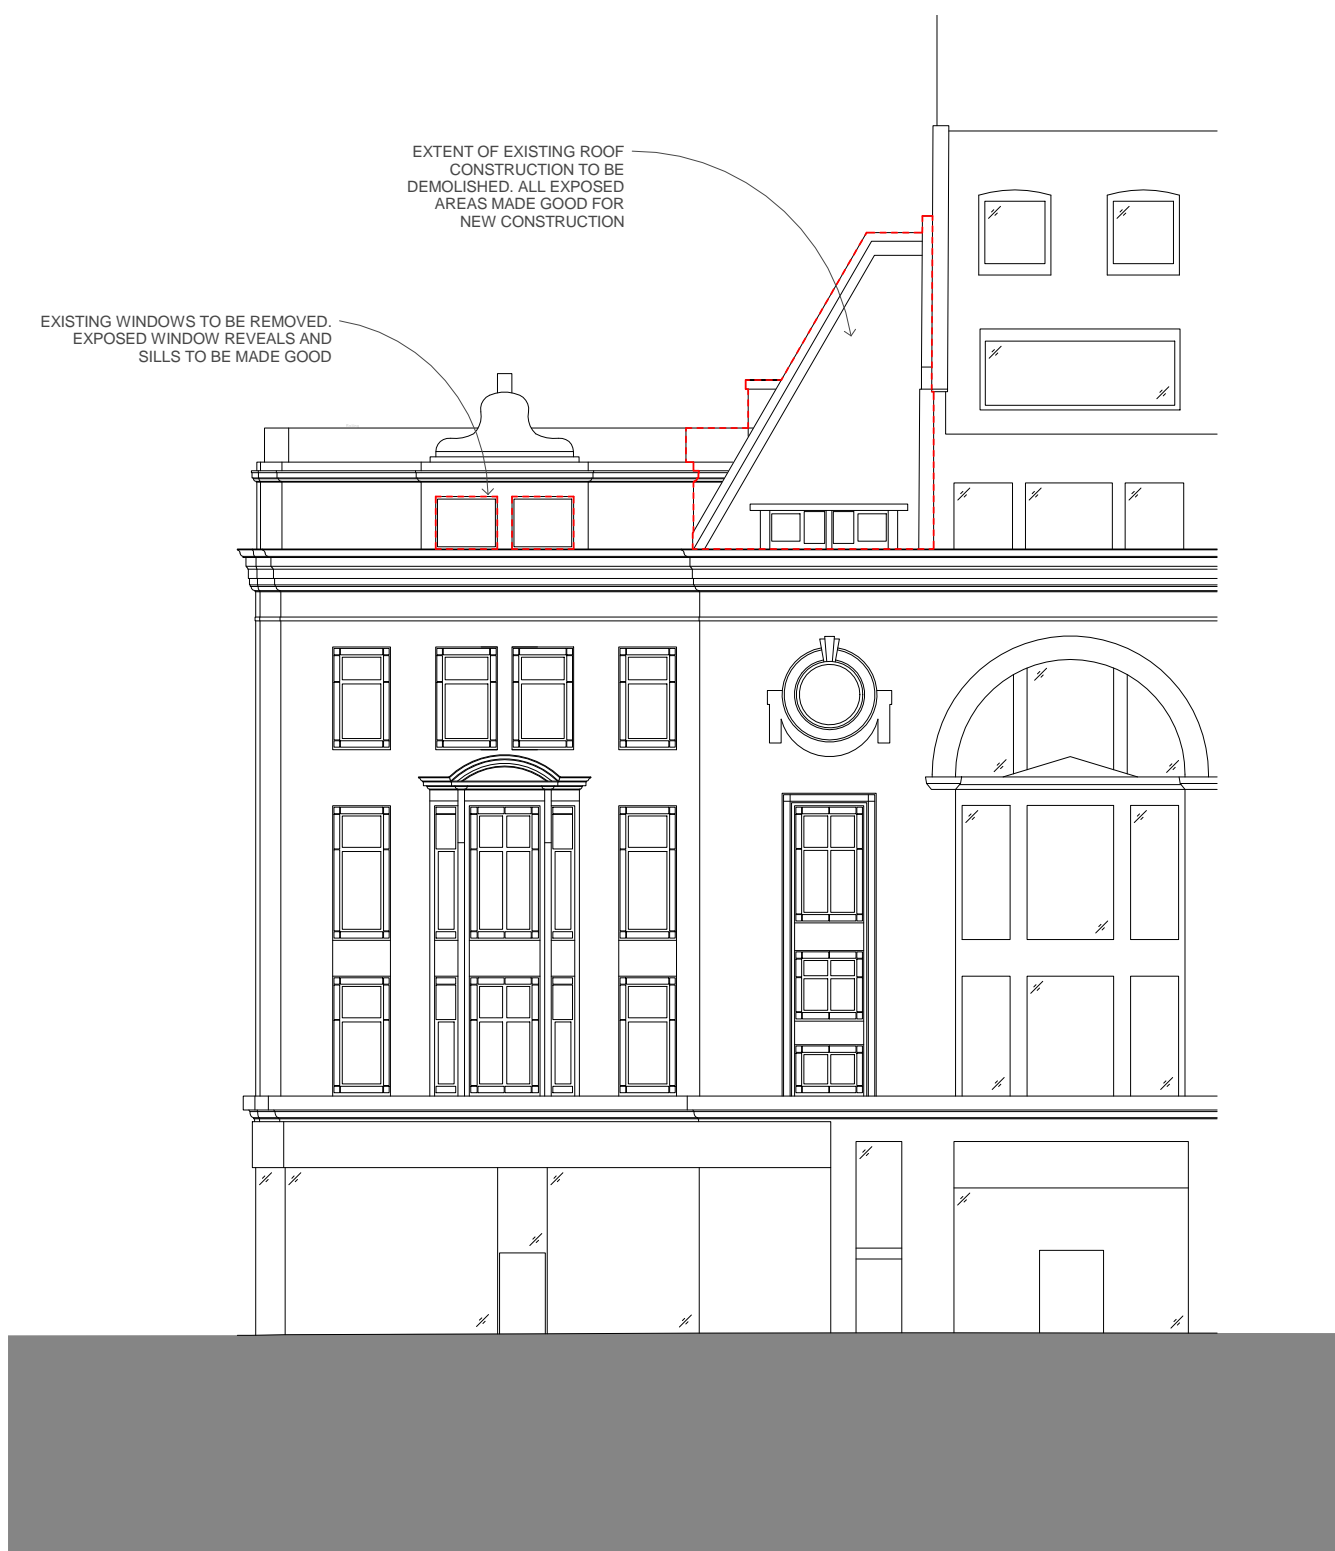 EXTENT OF EXISTING ROOF
CONSTRUCTION TO BE
DEMOLISHED. ALL EXPOSED
AREAS MADE GOOD FOR
NEW CONSTRUCTION
EXISTING WINDOWS TO BE REMOVED.
EXPOSED WINDOW REVEALS AND
SILLS TO BE MADE GOOD